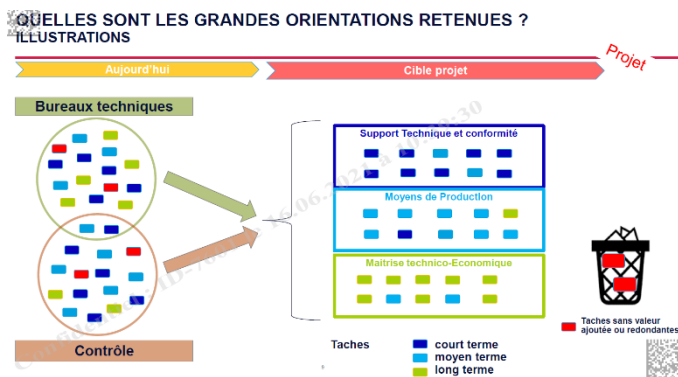 QUELLES SONT LES GRANDES ORIENTATIONS RETENUES ?
ILLUSTRATIONS
Projet
Aujourd'hui
Cible projet
Bureaux techniques
Support Technique et conformité
Moyens de Production
Maitrise technico-Economique
Taches sans valeur
ajoutée ou redondantes
Contrôle
Taches
court terme
moyen terme
long terme